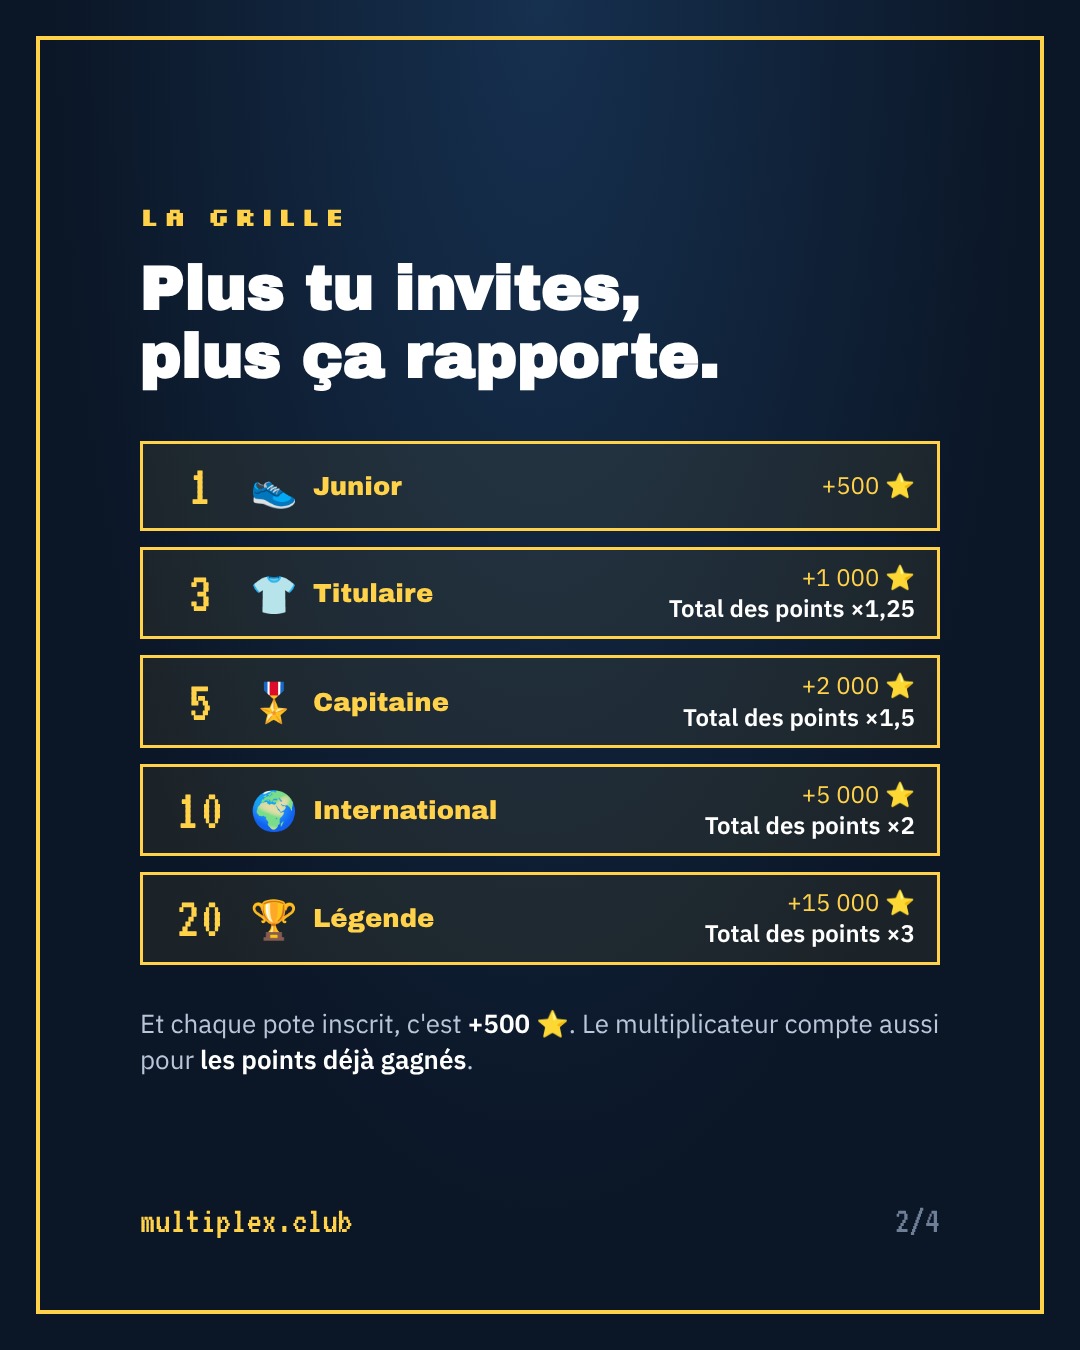 LA GRILLE
Plus tu invites,
plus ça rapporte.
1 👟 Junior +500 ⭐
3 👕 Titulaire +1 000 ⭐
Total des points ×1,25
5 🎖️ Capitaine +2 000 ⭐
Total des points ×1,5
10 🌍 International +5 000 ⭐
Total des points ×2
20 🏆 Légende +15 000 ⭐
Total des points ×3
Et chaque pote inscrit, c'est +500 ⭐. Le multiplicateur compte aussi
pour les points déjà gagnés.
multiplex.club 2/4